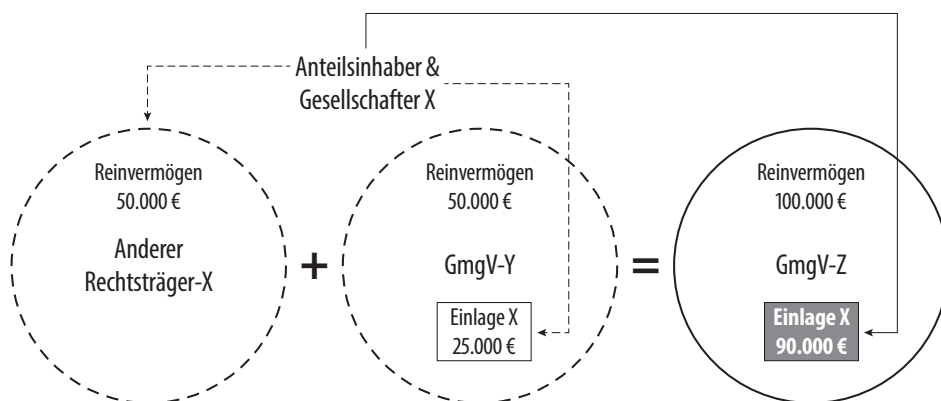 Anteilsinhaber &
Gesellschafter X
Reinvermögen
50.000 €
Anderer
Rechtsträger-X
+
Reinvermögen
50.000 €
GmgV-Y
Einlage X
25.000 €
=
Reinvermögen
100.000 €
GmgV-Z
Einlage X
90.000 €